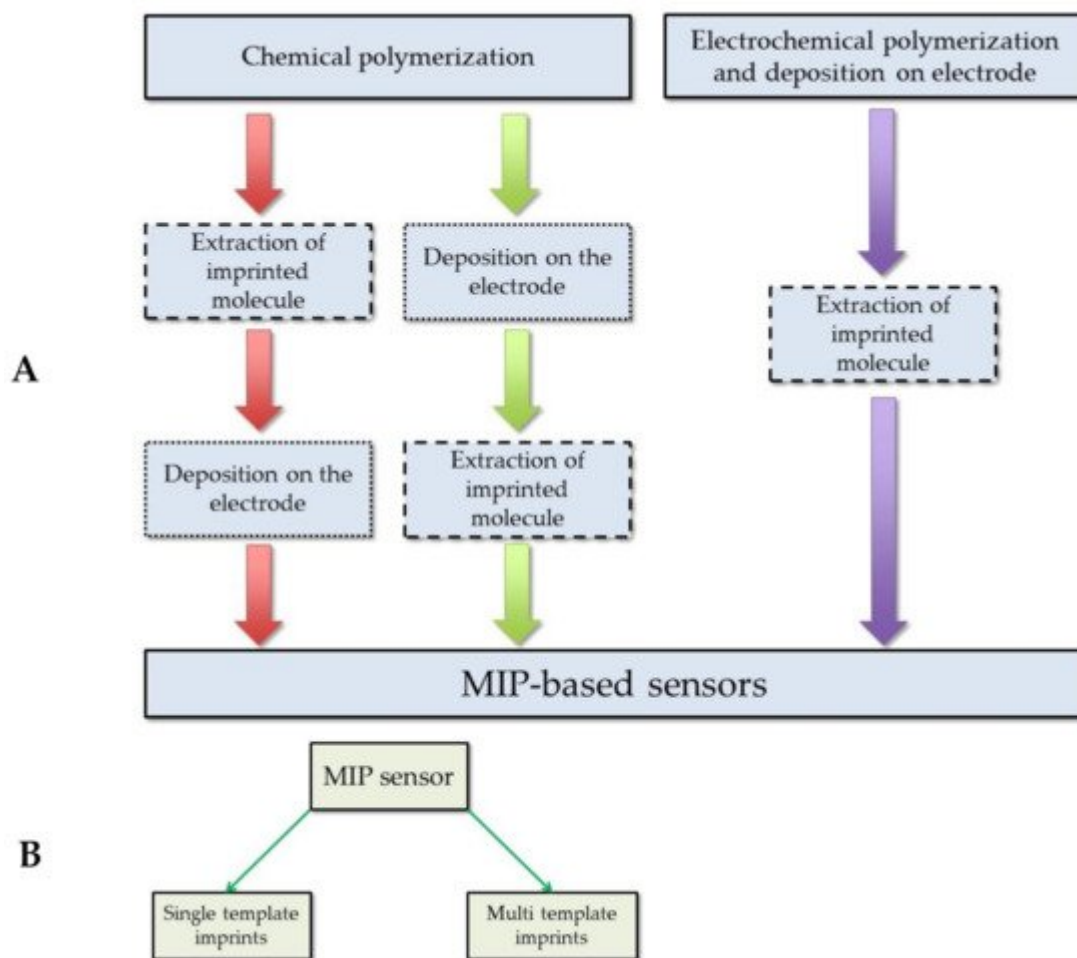 Chemical polymerization
Electrochemical polymerization
and deposition on electrode
Extraction of
imprinted
molecule
Deposition on the
electrode
Extraction of
imprinted
molecule
A
Deposition on the
electrode
Extraction of
imprinted
molecule
MIP-based sensors
MIP sensor
B
Single template
imprints
Multi template
imprints